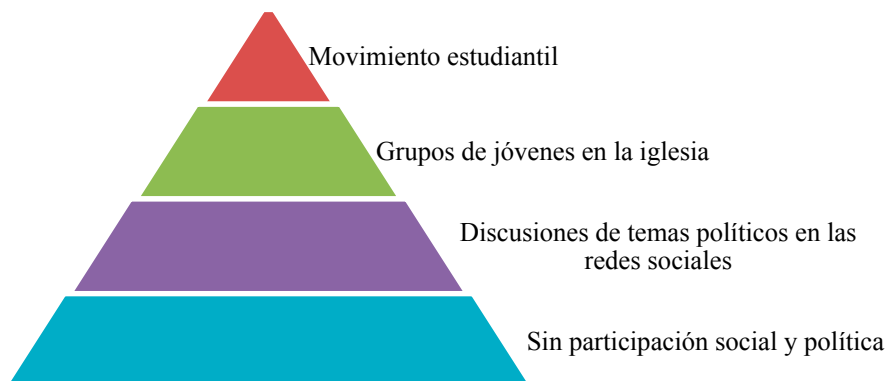 Movimiento estudiantil
Grupos de jóvenes en la iglesia
Discusiones de temas políticos en las
redes sociales
Sin participación social y política